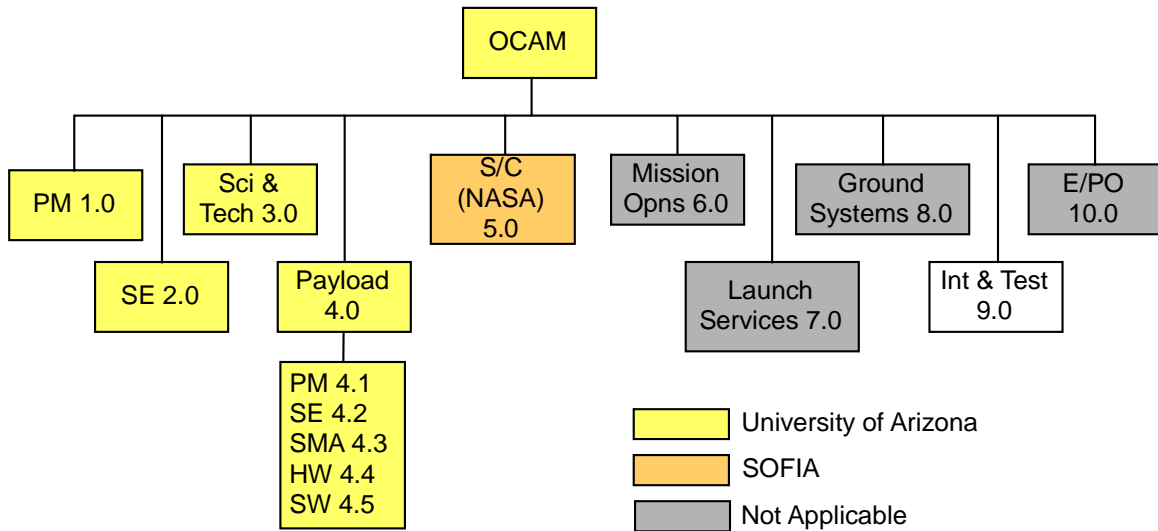 OCAM
PM 1.0
SE 2.0
Sci &
Tech 3.0
Payload
4.0
PM 4.1
SE 4.2
SMA 4.3
HW 4.4
SW 4.5
S/C
(NASA)
5.0
Mission
Opns 6.0
Launch
Services 7.0
Ground
Systems 8.0
Int & Test
9.0
E/PO
10.0
University of Arizona
SOFIA
Not Applicable